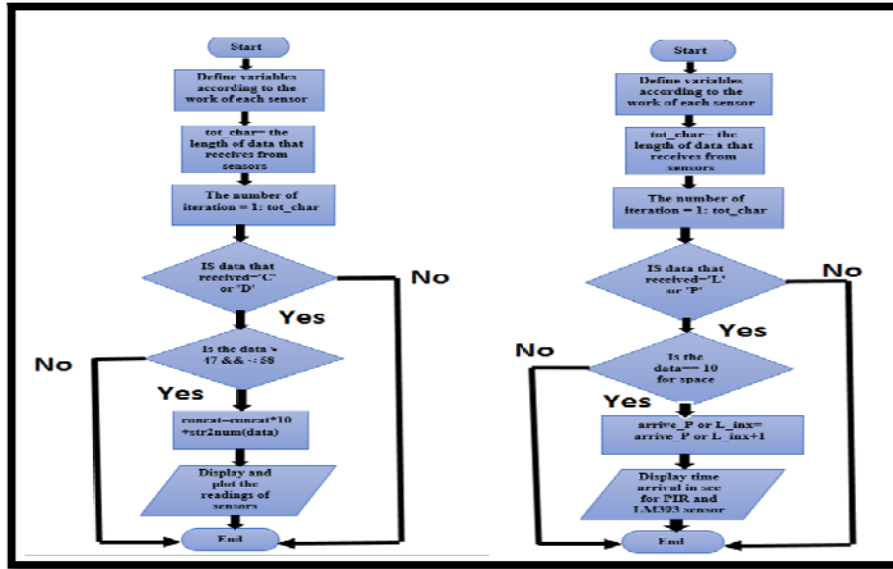 Start
Define variables
according to the
work of each sensor
tot_char= the
length of data that
receives from
sensors
The number of
iteration = 1: tot_char
IS data that
received='C'
or 'D'
No
Yes
Is the data >
47 && < 58
No
Yes
concat=concat*10
+str2num(data)
Display and
plot the
readings of
sensors
End
Start
Define variables
according to the
work of each sensor
tot_char= the
length of data that
receives from
sensors
The number of
iteration = 1: tot_char
IS data that
received='L'
or 'P'
No
Yes
Is the
data== 10
for space
No
Yes
arrive_P or L_inx=
arrive_P or L_inx+1
Display time
arrival in sec
for PIR and
LM393 sensor
End